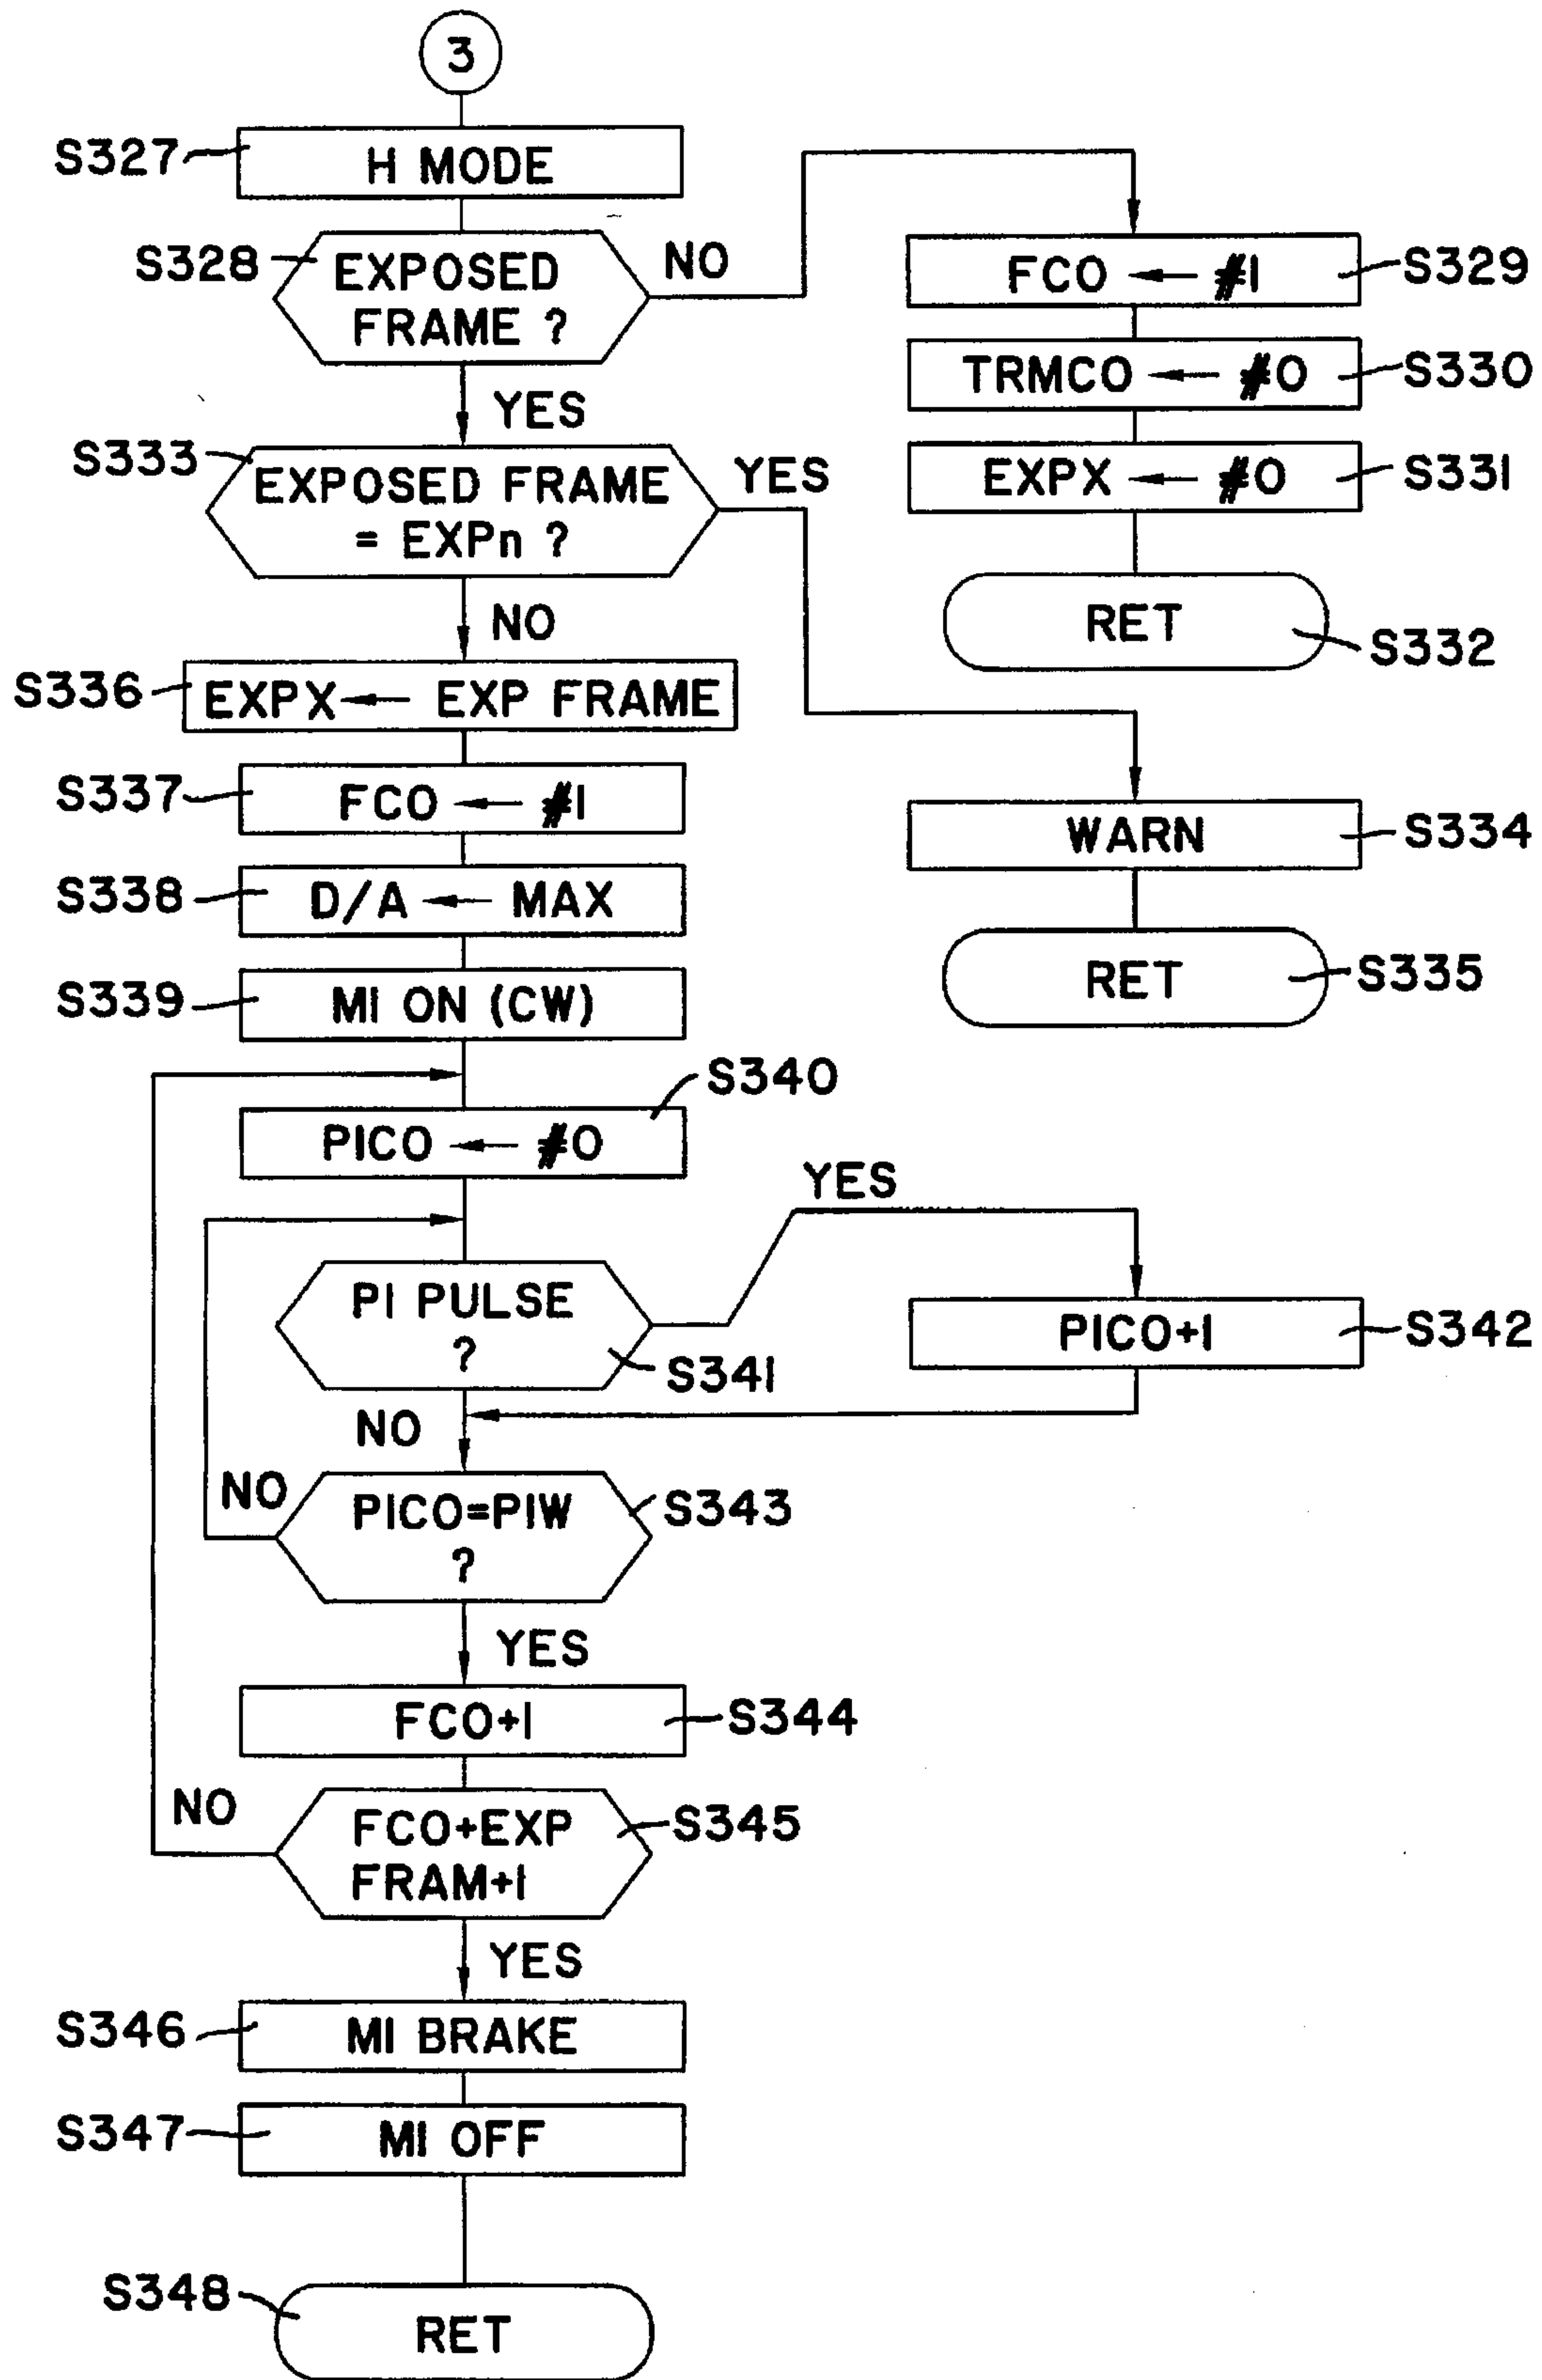 3
S327
H MODE
S328
EXPOSED
FRAME ?
NO
YES
FCO ← #1
S329
TRMCO ← #0
S330
EXPX ← #0
S331
RET
S332
S333
EXPOSED FRAME
= EXPn ?
YES
NO
WARN
S334
RET
S335
S336
EXPX ← EXP FRAME
S337
FCO ← #1
S338
D/A ← MAX
S339
MI ON (CW)
S340
PICO ← #0
PI PULSE
?
S341
YES
NO
PICO+1
S342
PICO=PIW
?
S343
NO
YES
FCO+1
S344
FCO+EXP
FRAM+1
S345
NO
YES
S346
MI BRAKE
S347
MI OFF
S348
RET